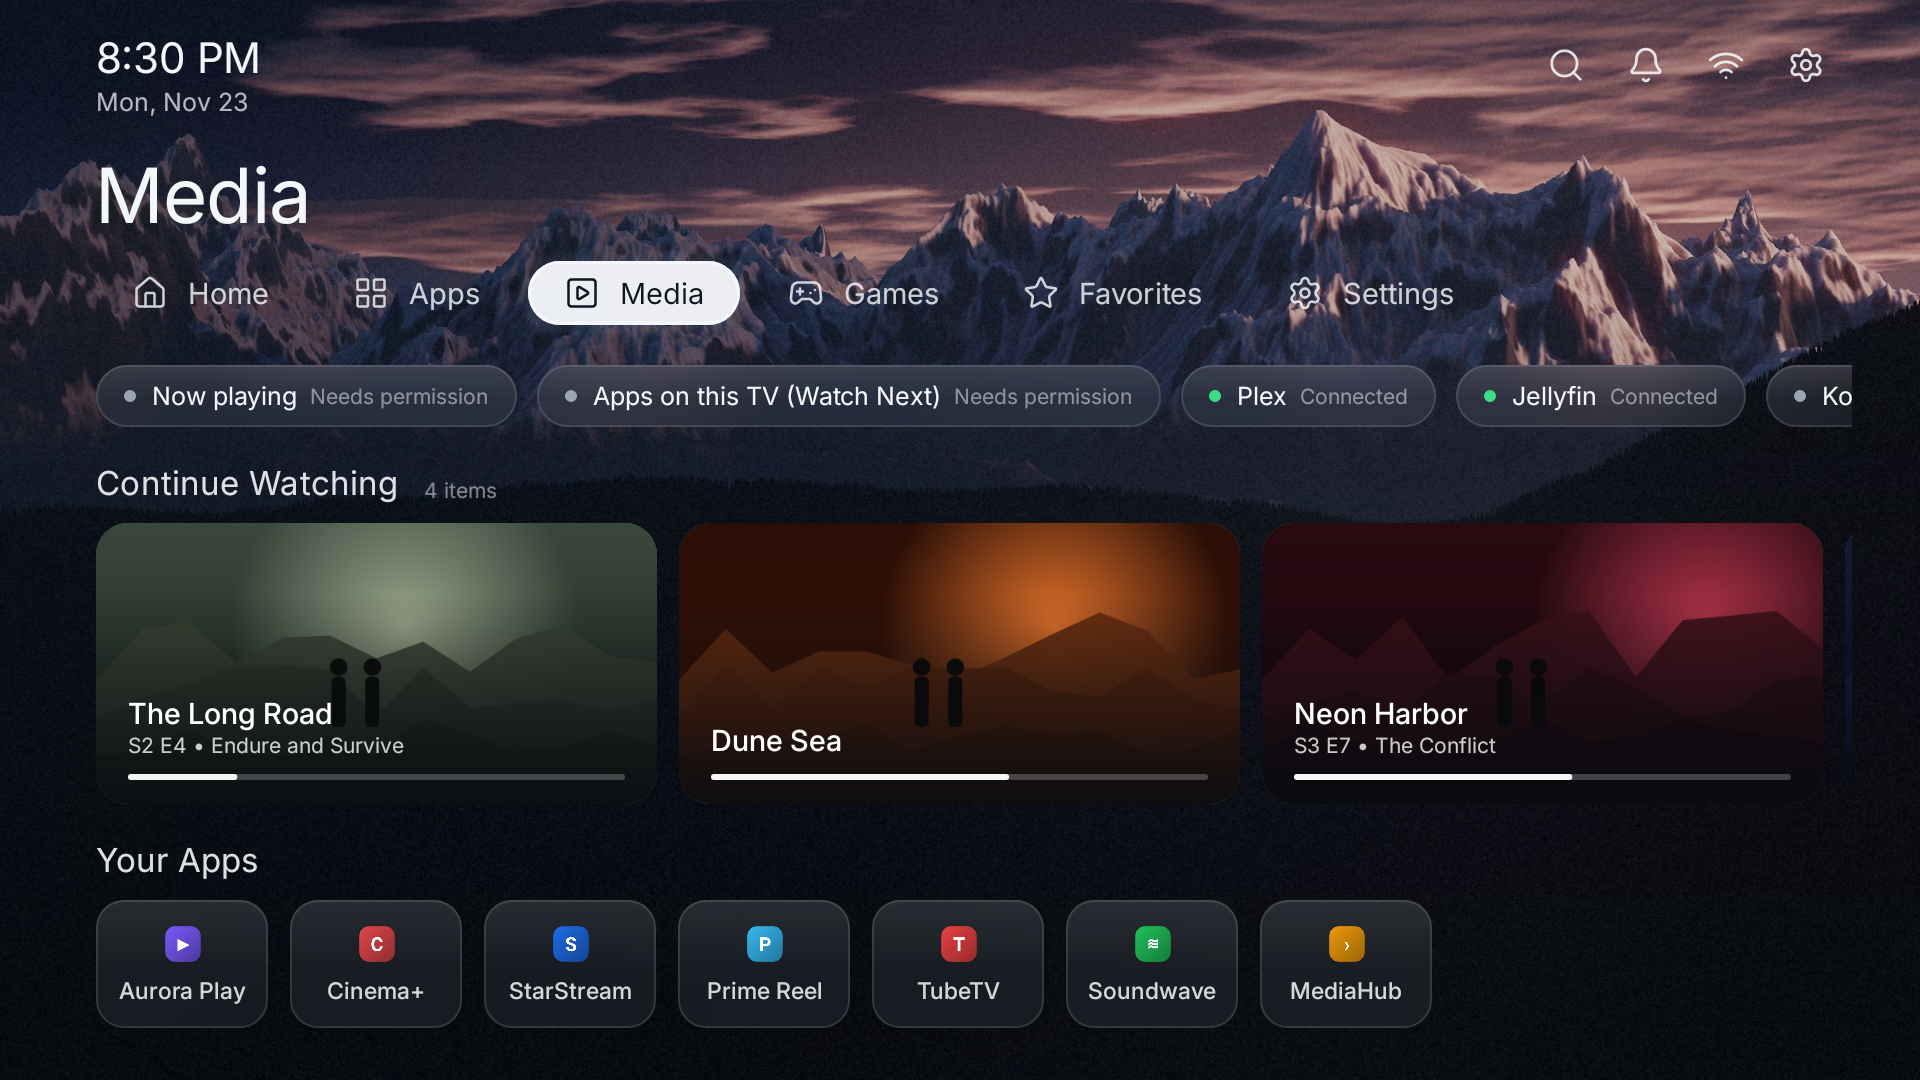 8:30 PM
Mon, Nov 23
Media
Home Apps Media Games Favorites Settings
Now playing Needs permission Apps on this TV (Watch Next) Needs permission Plex Connected Jellyfin Connected Ko
Continue Watching 4 items
The Long Road
S2 E4 • Endure and Survive
Dune Sea
Neon Harbor
S3 E7 • The Conflict
Your Apps
C S P T
Aurora Play Cinema+ StarStream Prime Reel TubeTV Soundwave MediaHub